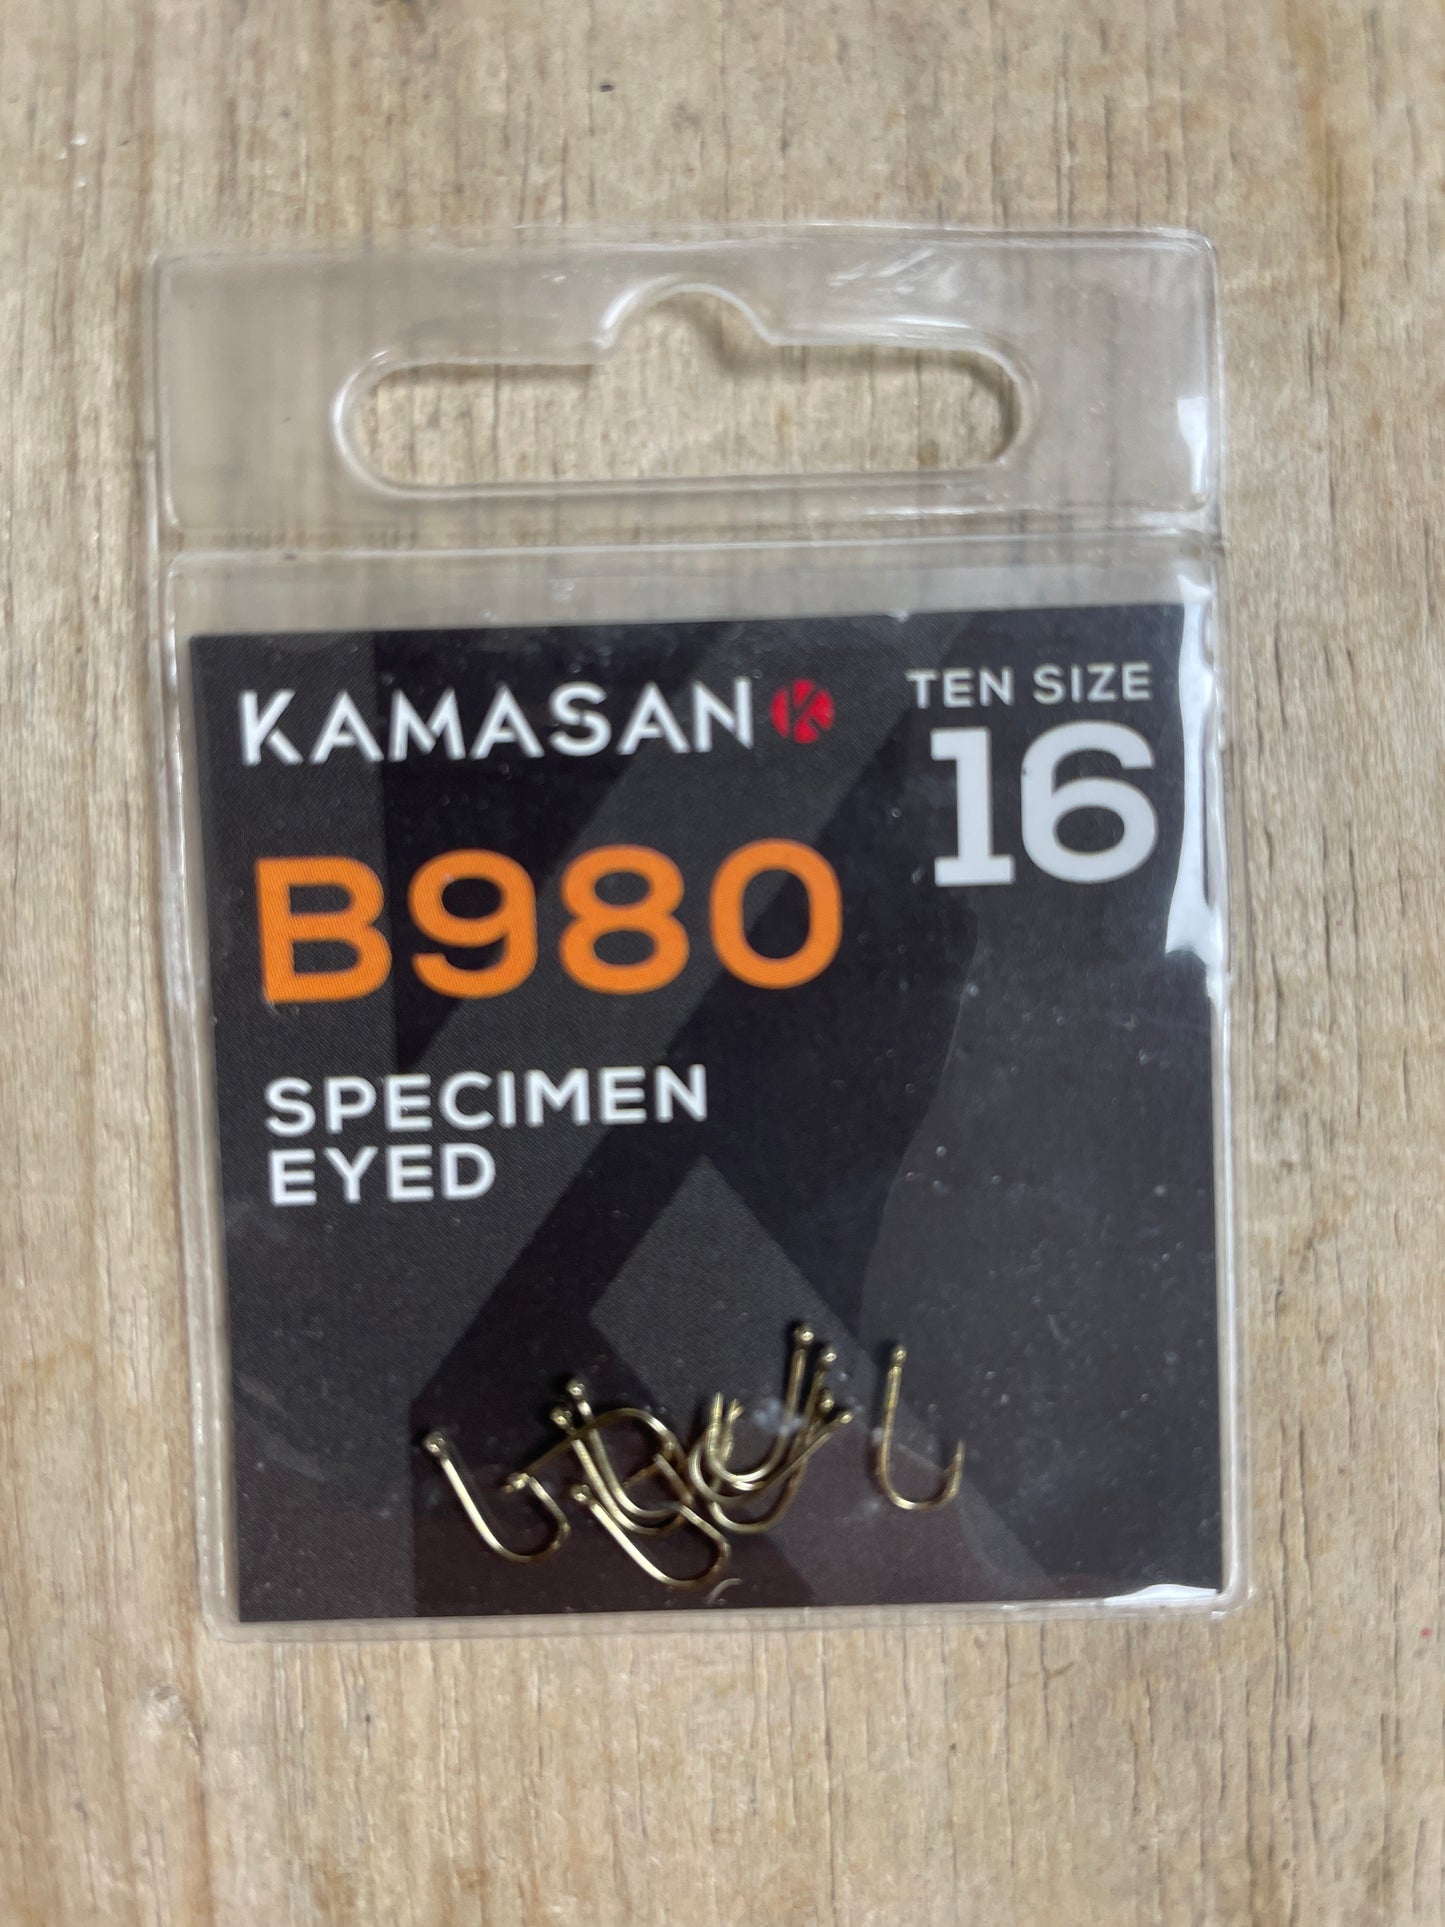 KAMASAN
TEN SIZE
16
B980
SPECIMEN
EYED